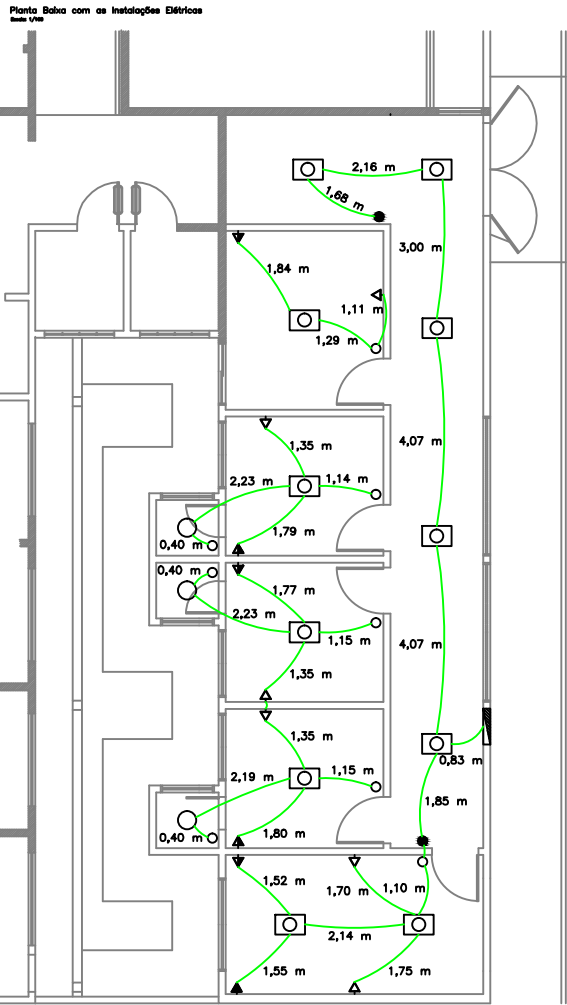 Planta Baixa com as Instalações Elétricas
Escala: 1/100
2,16 m
1,68 m
3,00 m
1,84 m
1,11 m
1,29 m
4,07 m
1,35 m
2,23 m
1,14 m
1,79 m
0,40 m
0,40 m
1,77 m
2,23 m
1,15 m
4,07 m
1,35 m
1,35 m
0,83 m
2,19 m
1,15 m
1,85 m
1,80 m
0,40 m
1,52 m
1,70 m
1,10 m
2,14 m
1,55 m
1,75 m